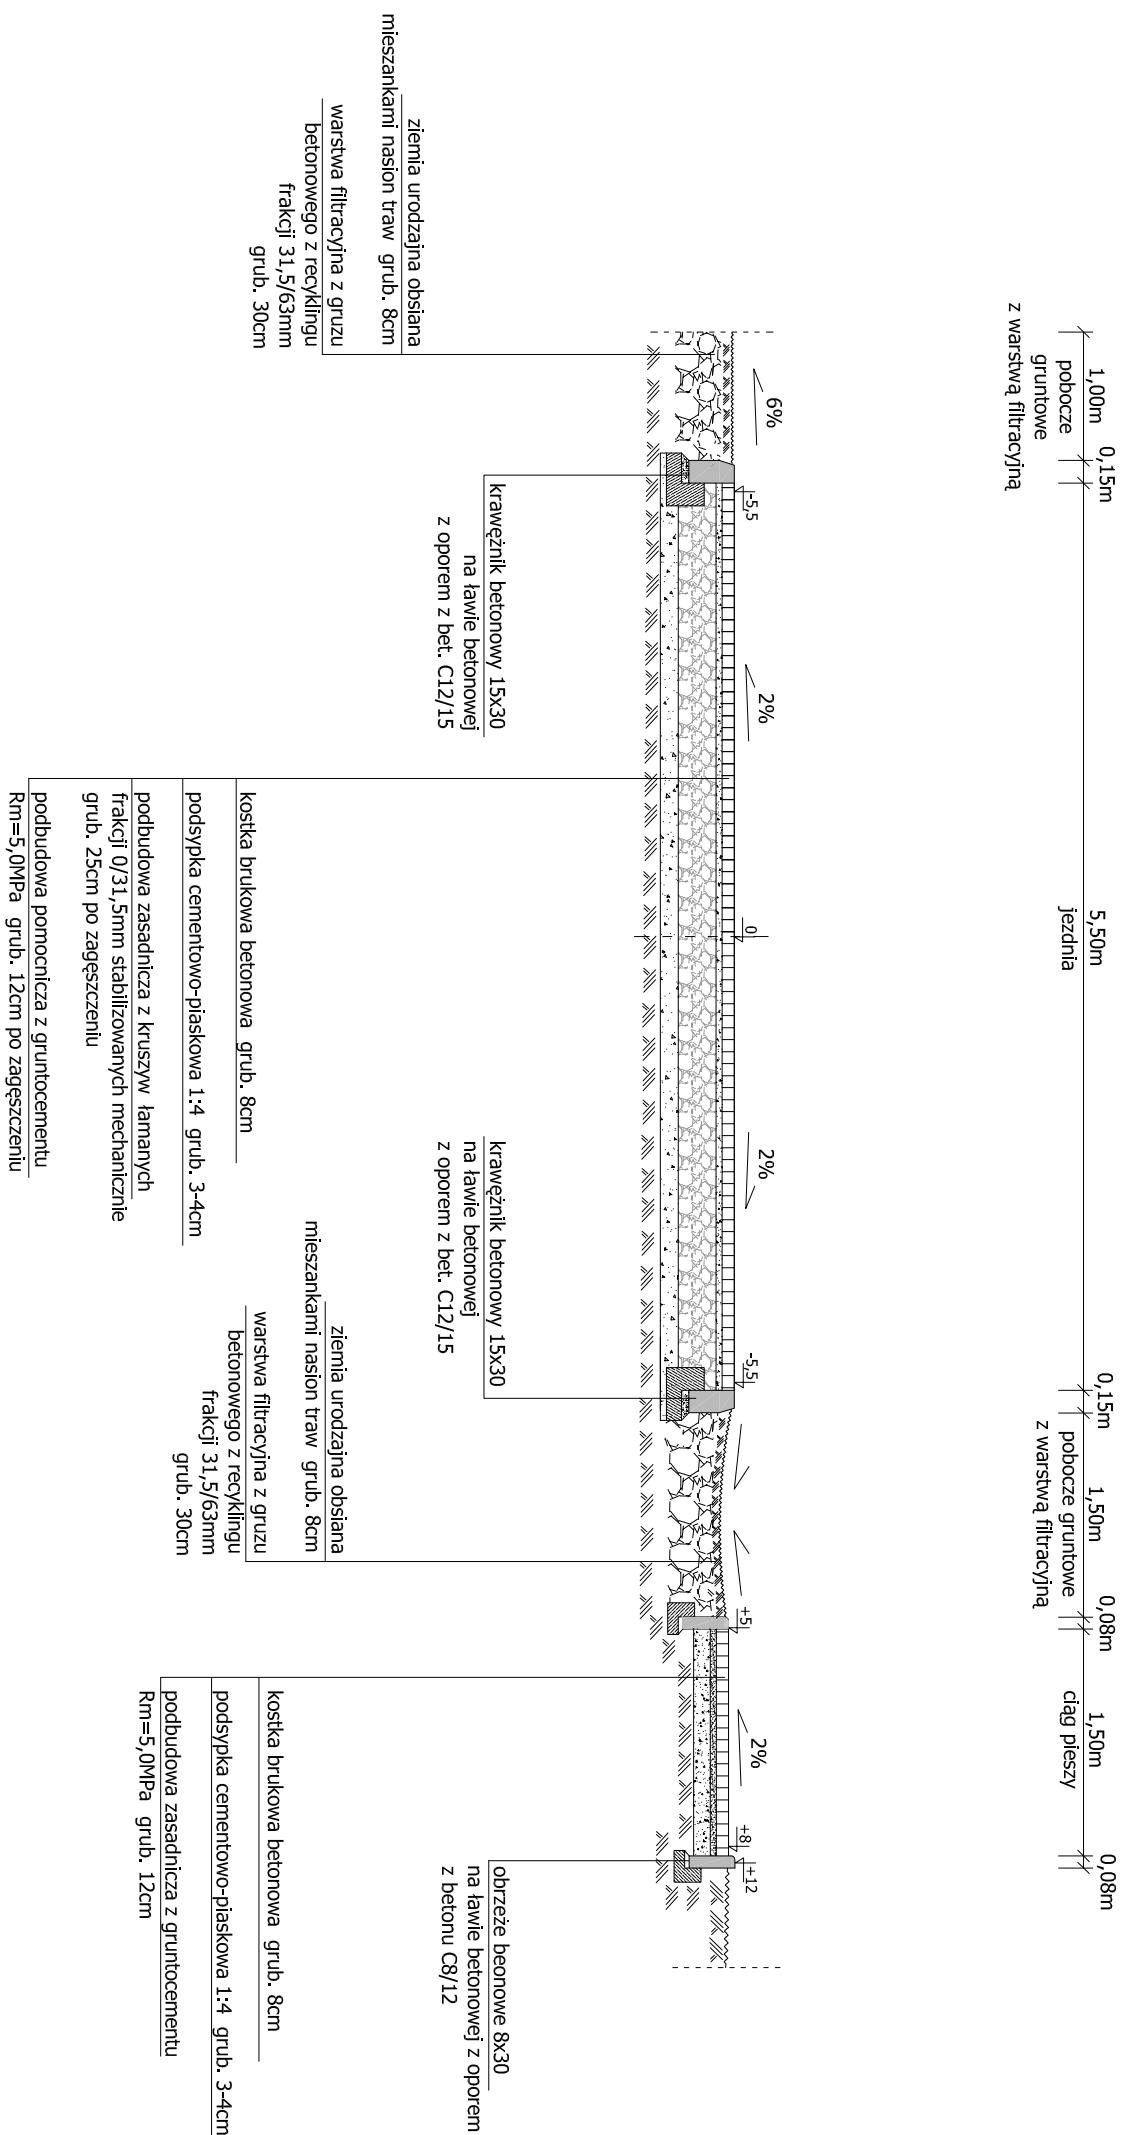 1,00m
pobocze
gruntowe
z warstwą filtracyjną
0,15m
5,50m
jezdnia
0,15m
1,50m
pobocze gruntowe
z warstwą filtracyjną
0,08m
1,50m
ciąg pieszy
0,08m
6%
-5,5
2%
0
2%
-5,5
+5
2%
+8
+12
ziemia urodzajna obsiana
mieszankami nasion traw grub. 8cm
warstwa filtracyjna z gruzu
betonowego z recyklingu
frakcji 31,5/63mm
grub. 30cm
krawężnik betonowy 15x30
na ławie betonowej
z oporem z bet. C12/15
kostka brukowa betonowa grub. 8cm
podsypka cementowo-piaskowa 1:4 grub. 3-4cm
podbudowa zasadnicza z kruszyw łamanych
frakcji 0/31,5mm stabilizowanych mechanicznie
grub. 25cm po zagęszczeniu
podbudowa pomocnicza z gruntocementu
Rm=5,0MPa grub. 12cm po zagęszczeniu
krawężnik betonowy 15x30
na ławie betonowej
z oporem z bet. C12/15
ziemia urodzajna obsiana
mieszankami nasion traw grub. 8cm
warstwa filtracyjna z gruzu
betonowego z recyklingu
frakcji 31,5/63mm
grub. 30cm
obrzeże beonowe 8x30
na ławie betonowej z oporem
z betonu C8/12
kostka brukowa betonowa grub. 8cm
podsypka cementowo-piaskowa 1:4 grub. 3-4cm
podbudowa zasadnicza z gruntocementu
Rm=5,0MPa grub. 12cm